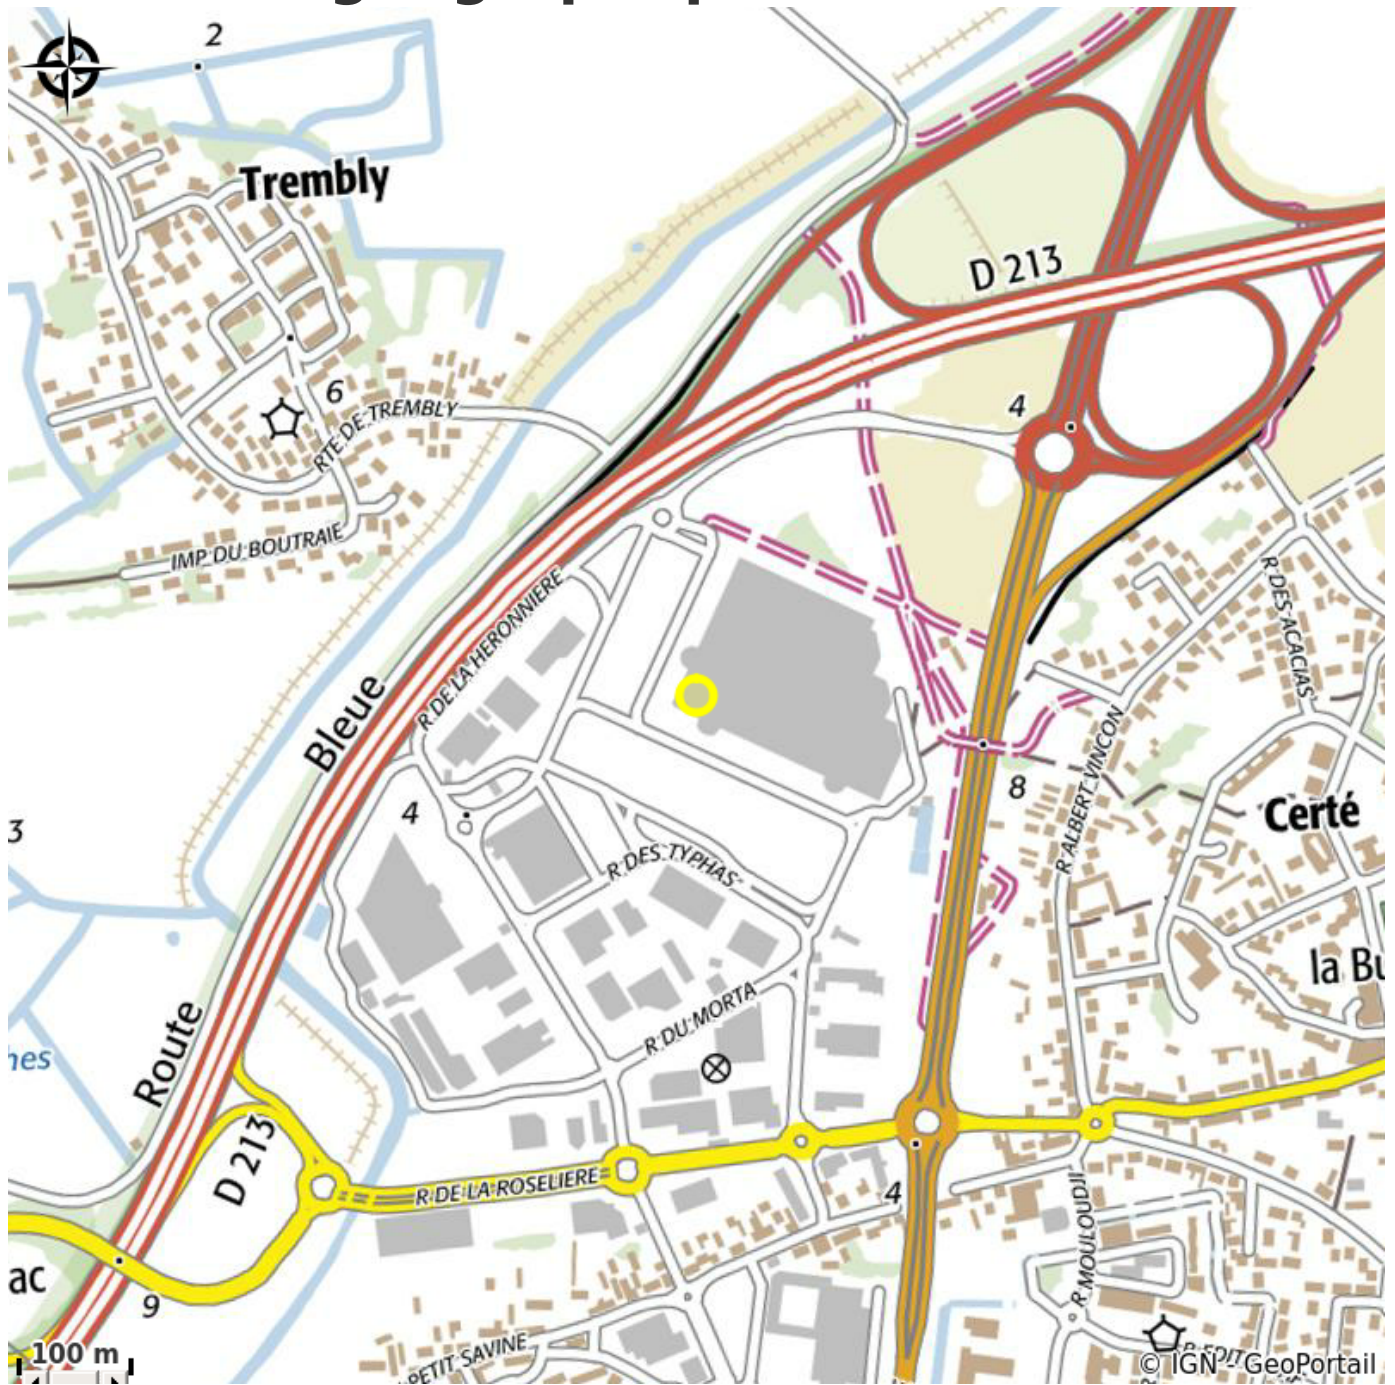 2
Trembly
D 213
6
4
RTE DE TREMBLY
IMP DU BOUTRAIE
R DE LA HERONNIERE
R DES ACACIAS
Bleue
R ALBERT VINCON
8
4
Certé
3
R DES TYPHAS
la Bu
R DU MORTA
Route
nes
D 213
R DE LA ROSELIERE
4
R MOULOUDJI
ac
9
100 m
PETIT SAVINE
© IGN - GeoPortail